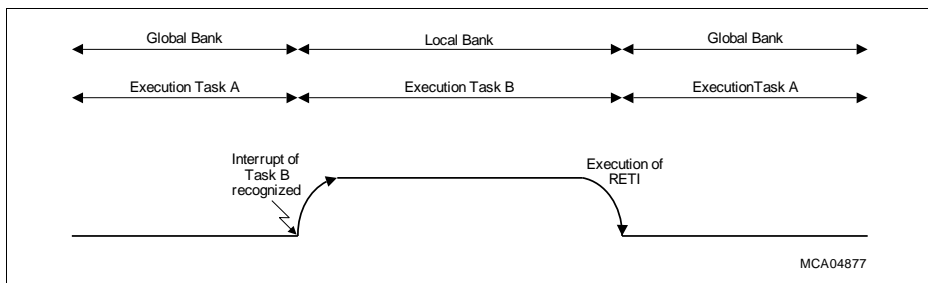 Global Bank
Local Bank
Global Bank
Execution Task A
Execution Task B
ExecutionTask A
Interrupt of
Task B
recognized
Execution of
RETI
MCA04877